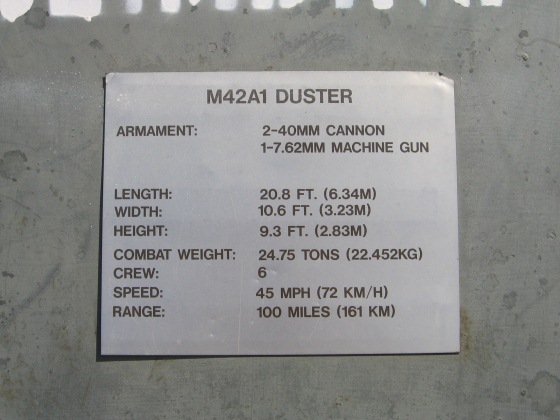 M42A1 DUSTER
ARMAMENT: 2-40MM CANNON
1-7.62MM MACHINE GUN
LENGTH: 20.8 FT. (6.34M)
WIDTH: 10.6 FT. (3.23M)
HEIGHT: 9.3 FT. (2.83M)
COMBAT WEIGHT: 24.75 TONS (22.452KG)
CREW: 6
SPEED: 45 MPH (72 KM/H)
RANGE: 100 MILES (161 KM)